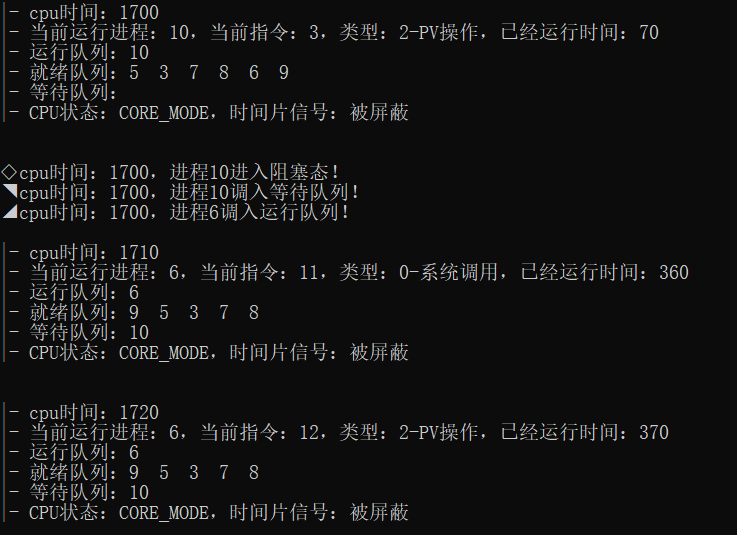 - cpu时间：1700
- 当前运行进程：10，当前指令：3，类型：2-PV操作，已经运行时间：70
- 运行队列：10
- 就绪队列：5  3  7  8  6  9
- 等待队列：
- CPU状态：CORE_MODE，时间片信号：被屏蔽
◇cpu时间：1700，进程10进入阻塞态！
◥cpu时间：1700，进程10调入等待队列！
◢cpu时间：1700，进程6调入运行队列！
- cpu时间：1710
- 当前运行进程：6，当前指令：11，类型：0-系统调用，已经运行时间：360
- 运行队列：6
- 就绪队列：9  5  3  7  8
- 等待队列：10
- CPU状态：CORE_MODE，时间片信号：被屏蔽
- cpu时间：1720
- 当前运行进程：6，当前指令：12，类型：2-PV操作，已经运行时间：370
- 运行队列：6
- 就绪队列：9  5  3  7  8
- 等待队列：10
- CPU状态：CORE_MODE，时间片信号：被屏蔽